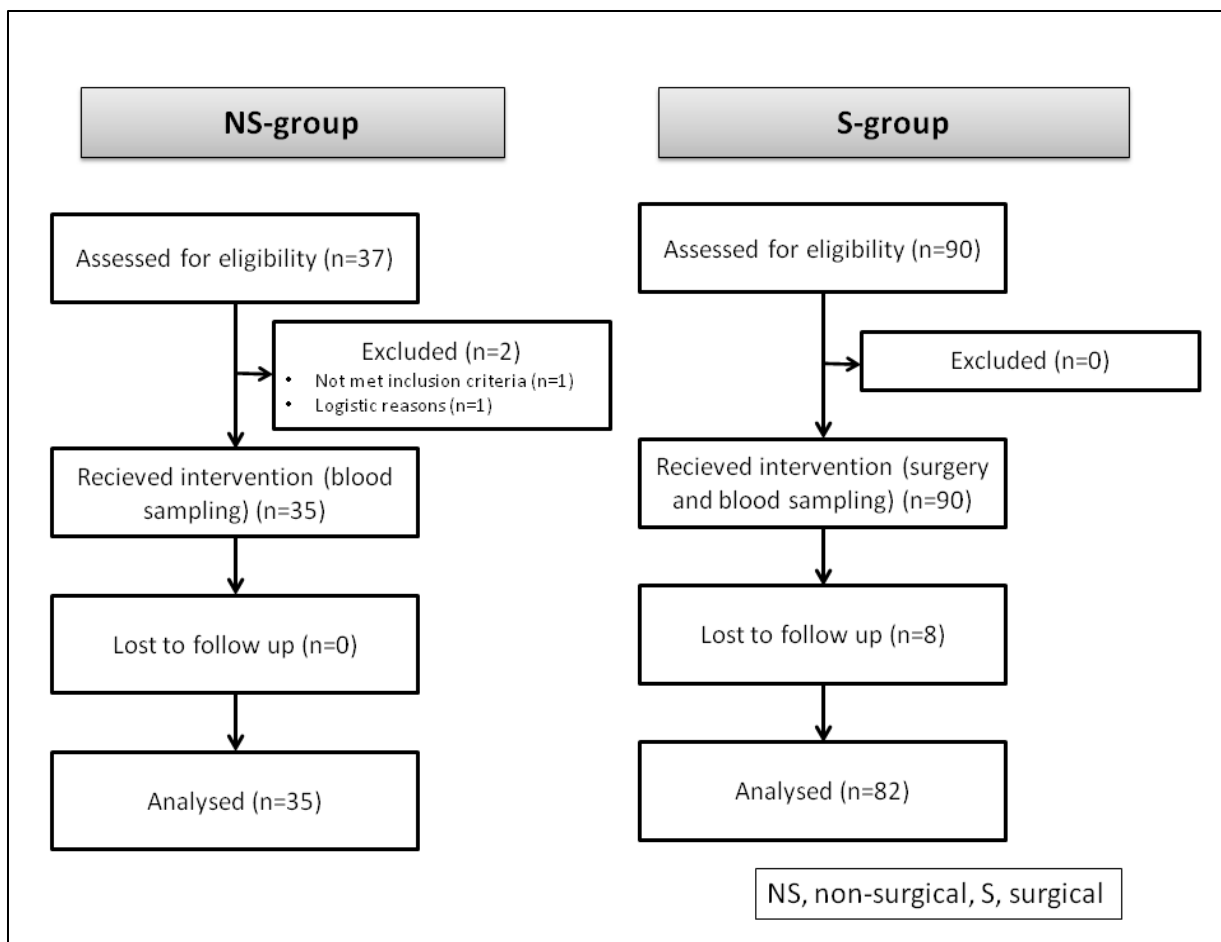 NS-group
Assessed for eligibility (n=37)
Excluded (n=2)
• Not met inclusion criteria (n=1)
• Logistic reasons (n=1)
Recieved intervention (blood
sampling) (n=35)
Lost to follow up (n=0)
Analysed (n=35)
S-group
Assessed for eligibility (n=90)
Excluded (n=0)
Recieved intervention (surgery
and blood sampling) (n=90)
Lost to follow up (n=8)
Analysed (n=82)
NS, non-surgical, S, surgical